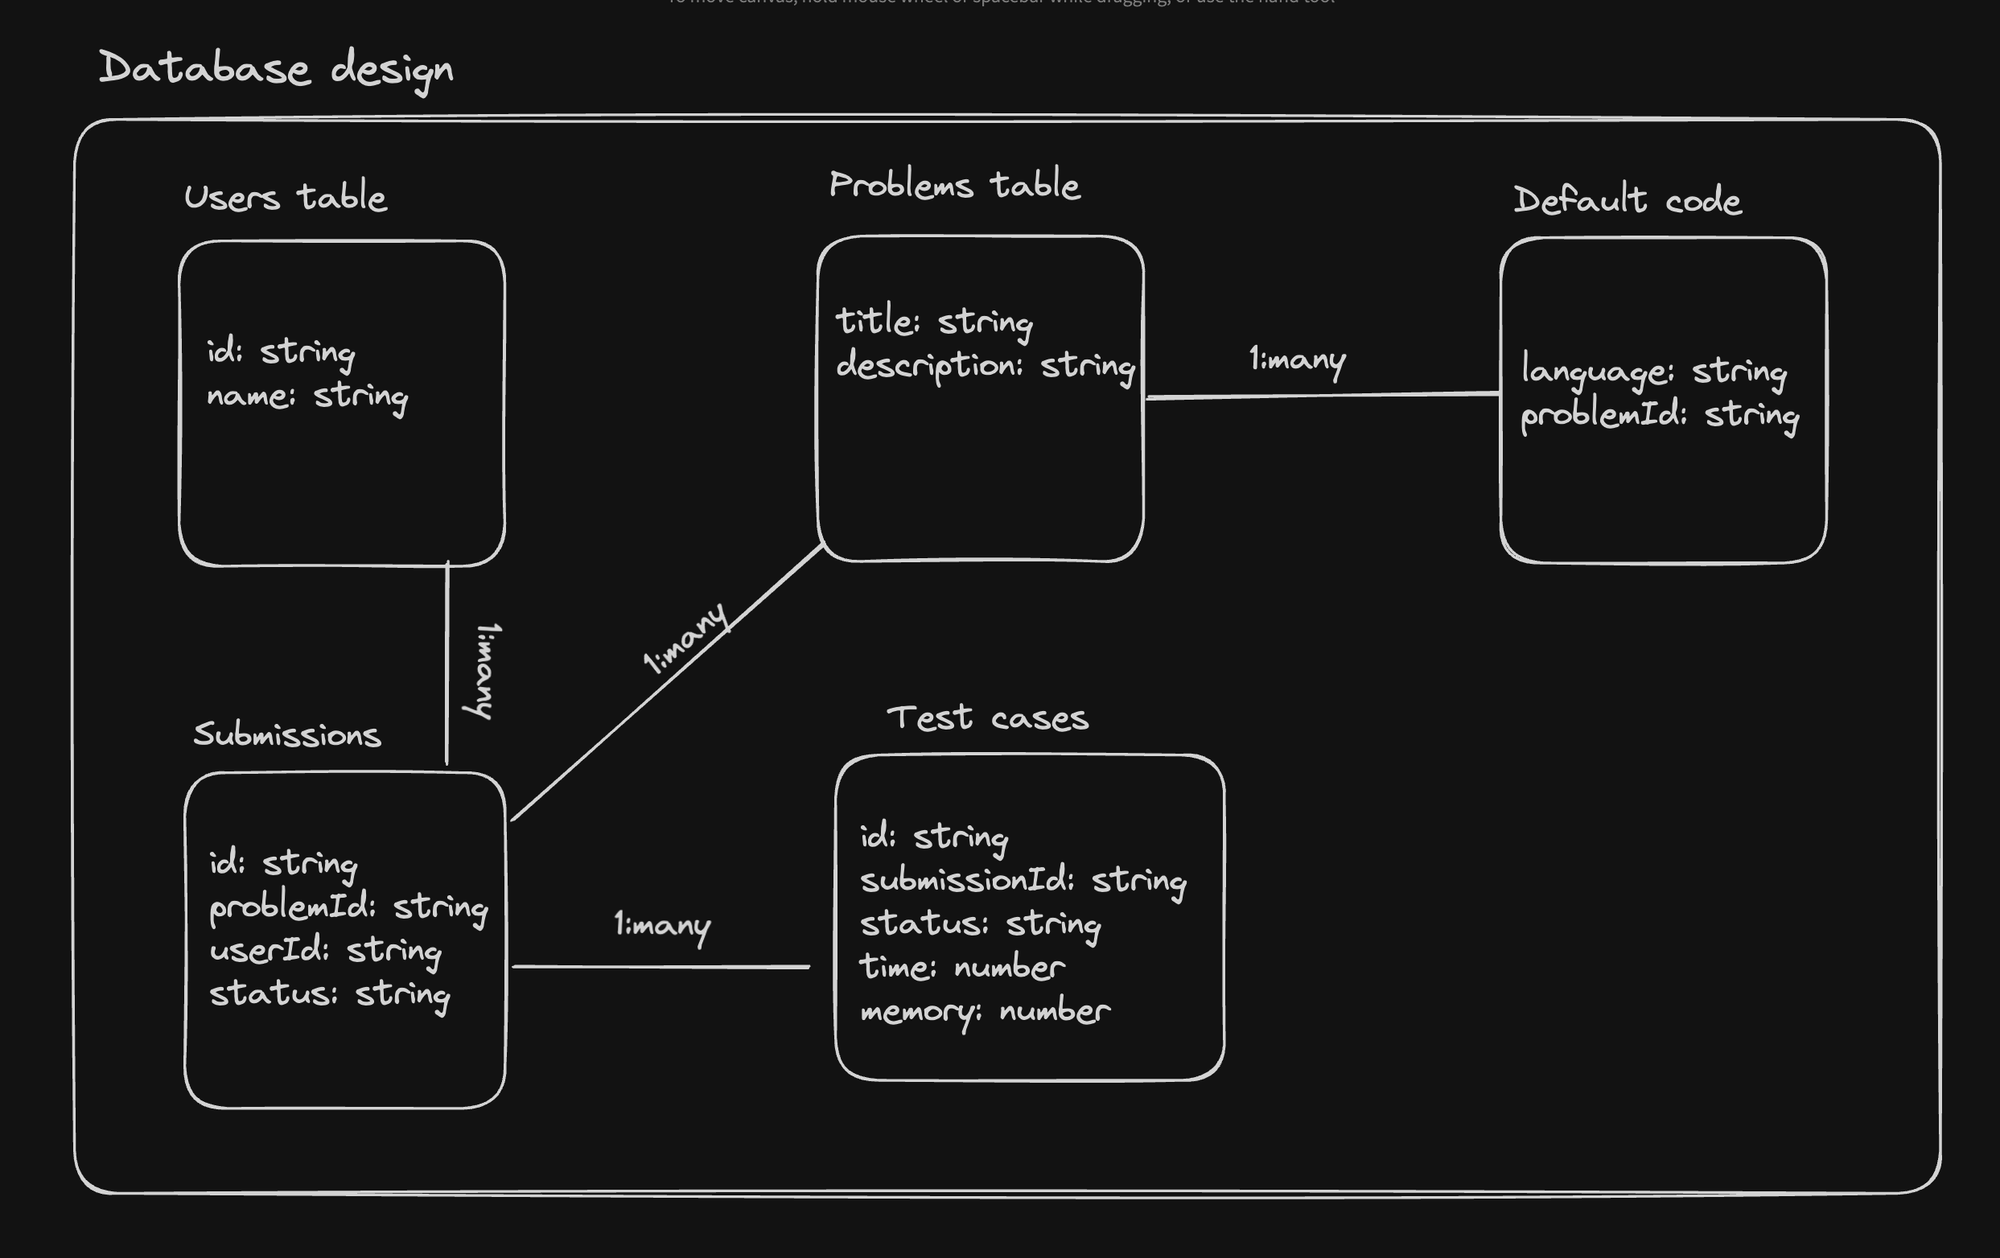 To move canvas, hold mouse wheel or spacebar while dragging, or use the hand tool
Database design
Users table
id: string
name: string
Problems table
title: string
description: string
1:many
Default code
language: string
problemId: string
1:many
1:many
Submissions
id: string
problemId: string
userId: string
status: string
1:many
Test cases
id: string
submissionId: string
status: string
time: number
memory: number